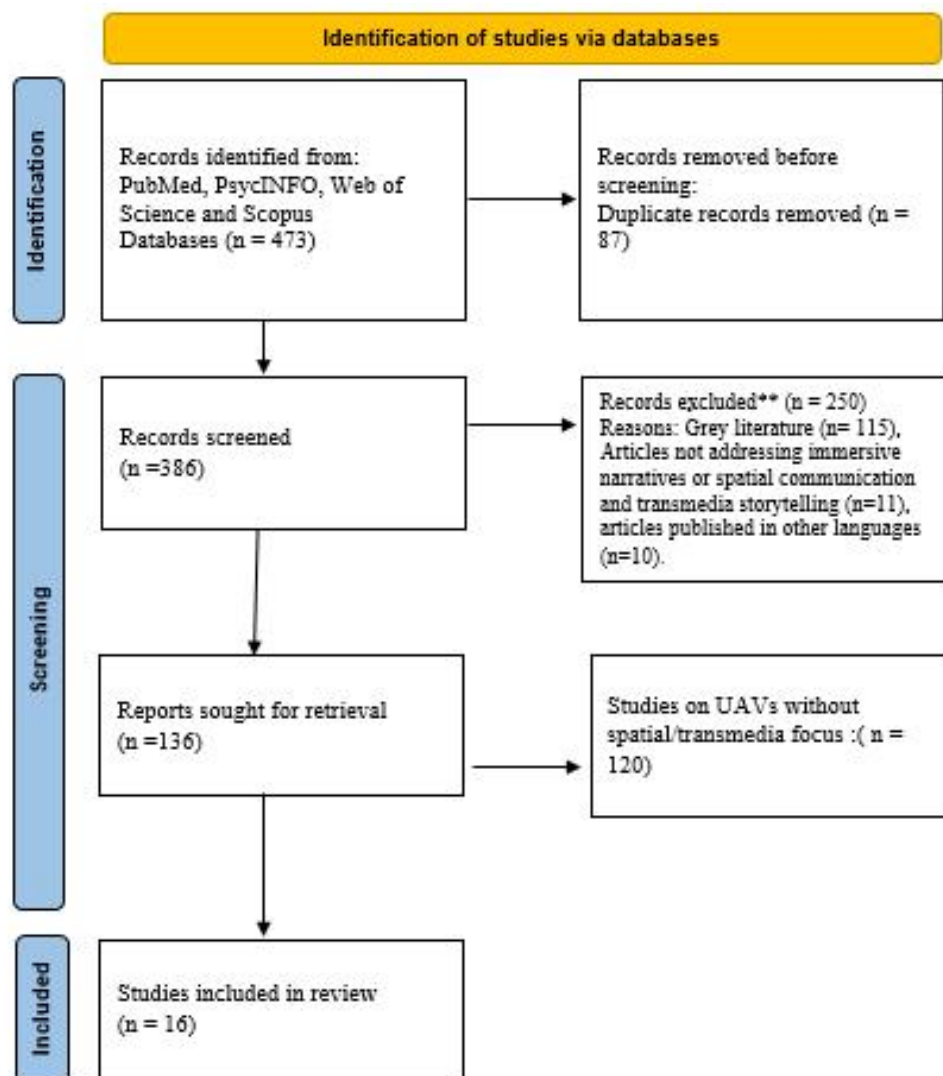 Identification of studies via databases
Identification
Records identified from:
PubMed, PsycINFO, Web of
Science and Scopus
Databases (n = 473)
Records removed before
screening:
Duplicate records removed (n =
87)
Screening
Records screened
(n =386)
Records excluded** (n = 250)
Reasons: Grey literature (n= 115),
Articles not addressing immersive
narratives or spatial communication
and transmedia storytelling (n=11),
articles published in other languages
(n=10).
Reports sought for retrieval
(n =136)
Studies on UAVs without
spatial/transmedia focus :( n =
120)
Included
Studies included in review
(n = 16)